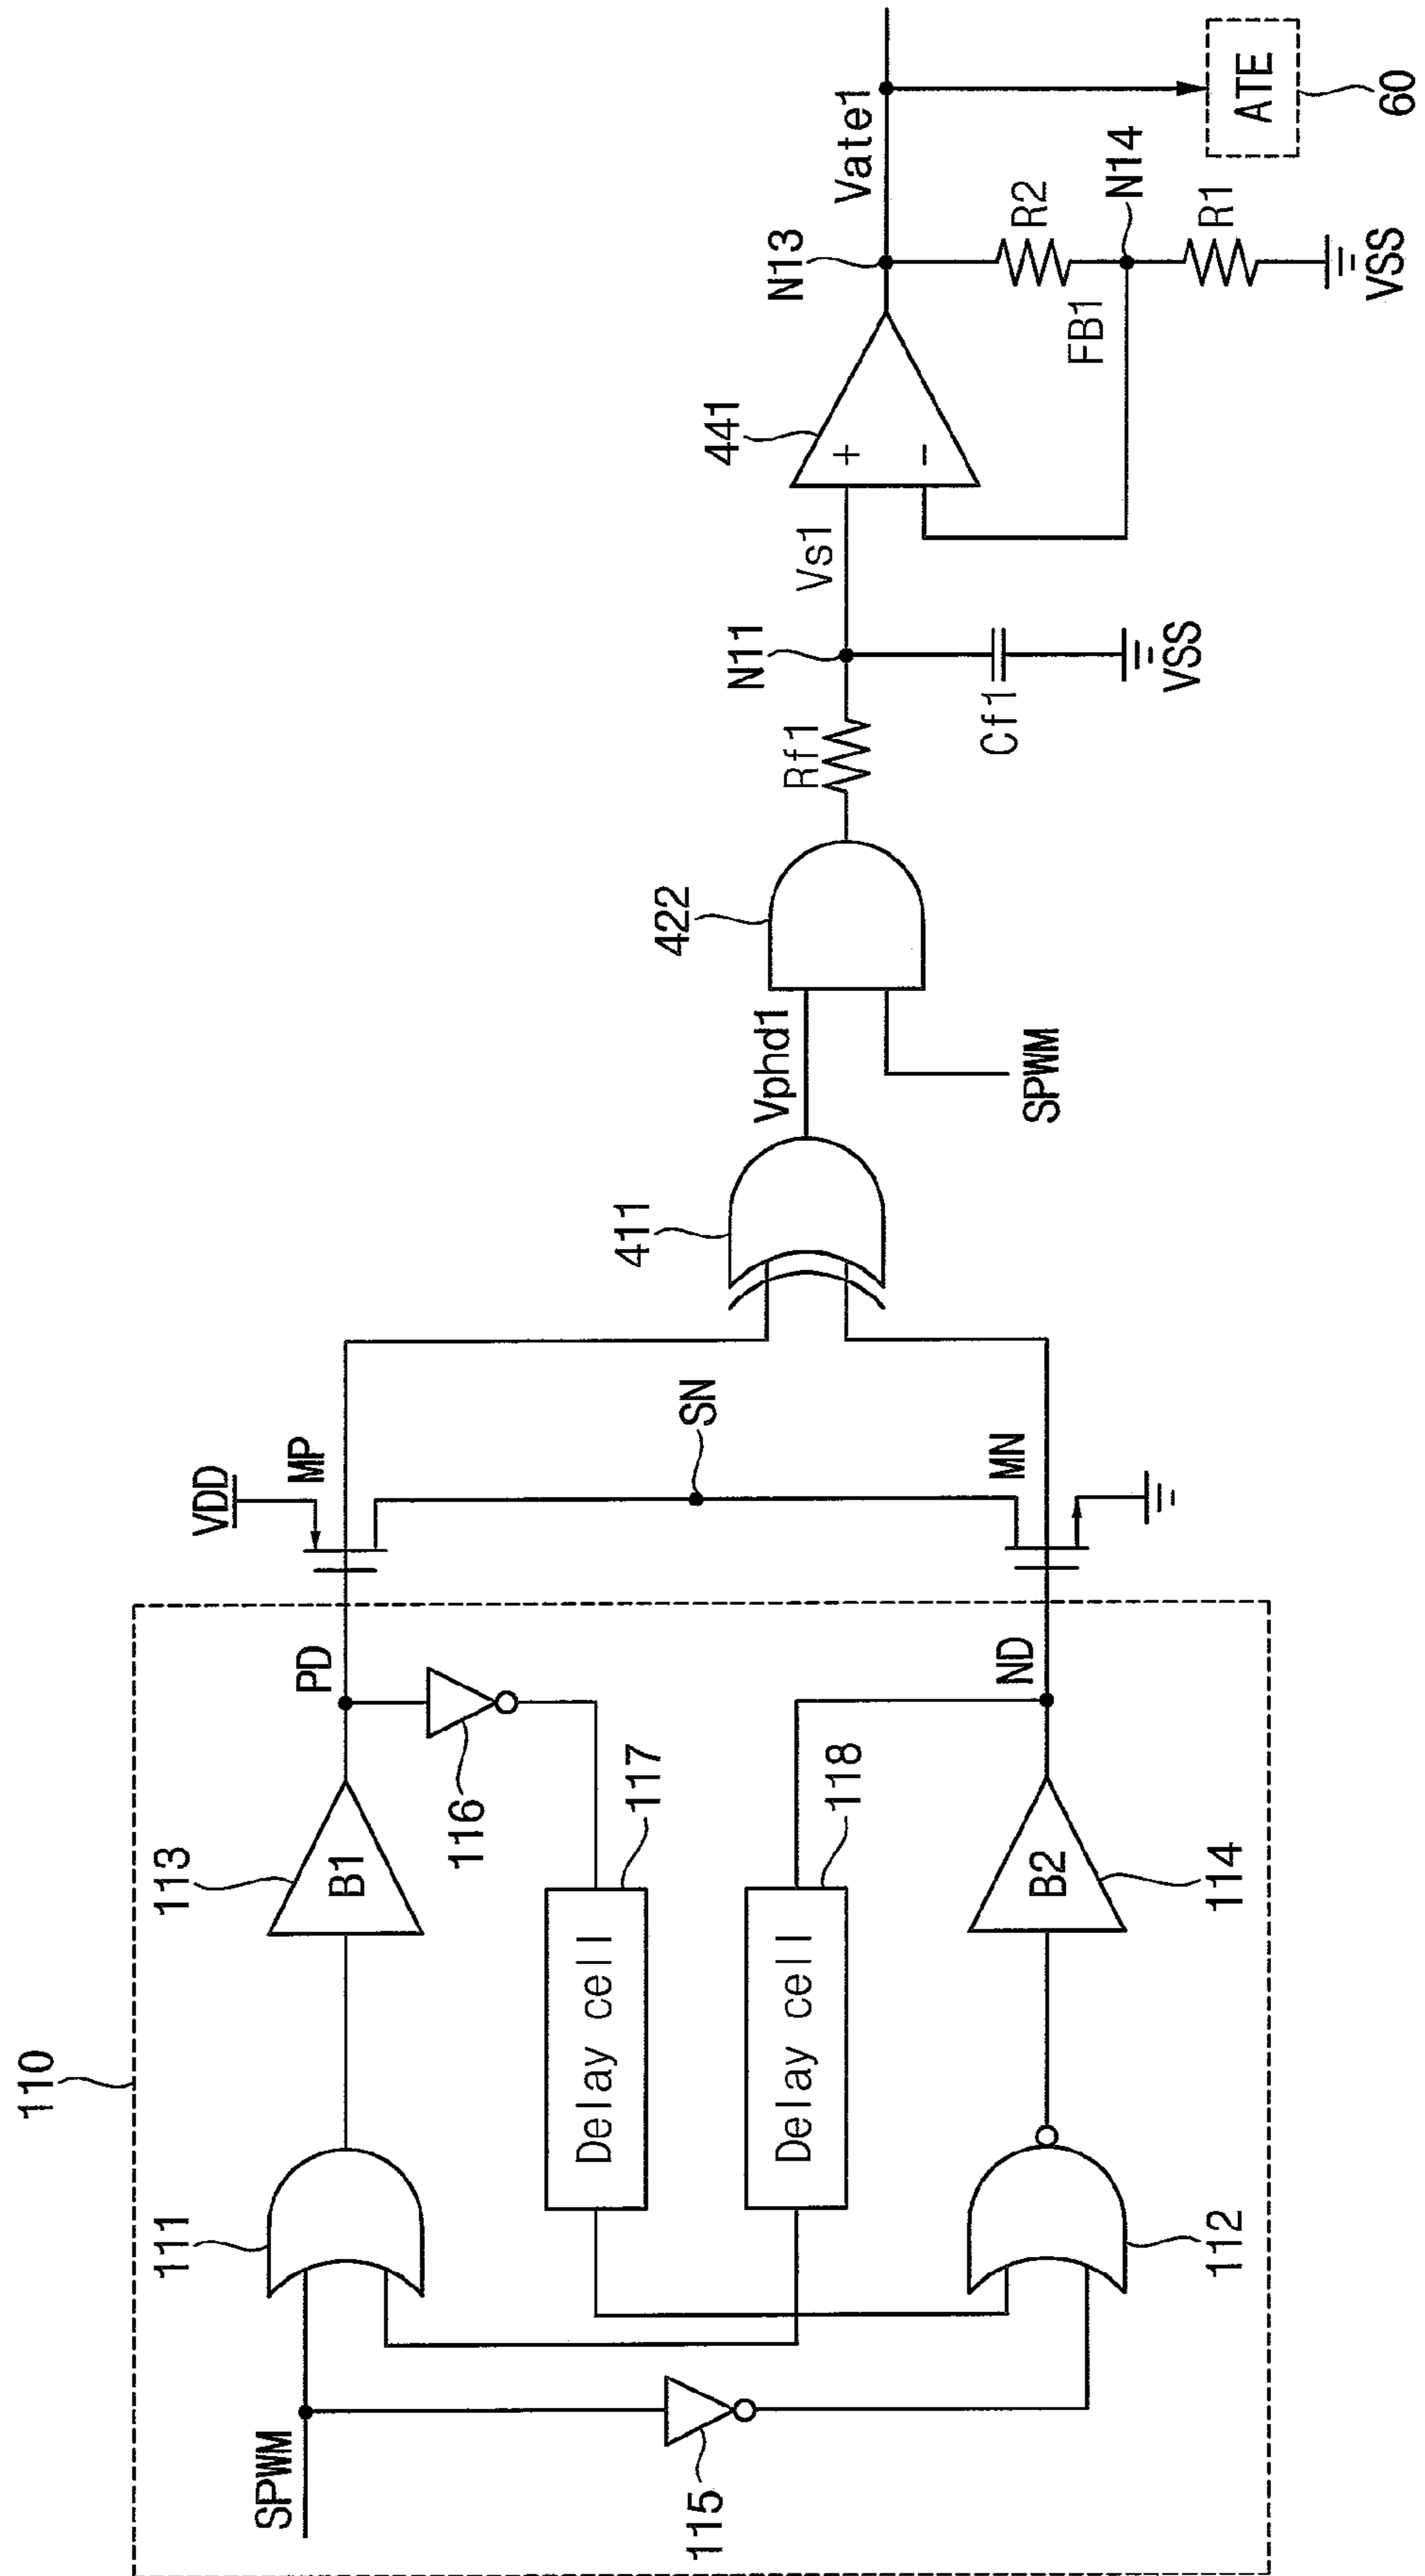 110
SPWM
111
113
B1
PD
VDD
MP
116
117
Delay cell
115
118
Delay cell
112
114
B2
ND
MN
SN
411
Vphd1
SPWM
422
Rf1
N11
Cf1
VSS
Vs1
441
+
-
N13
Vate1
R2
FB1
N14
R1
VSS
ATE
60